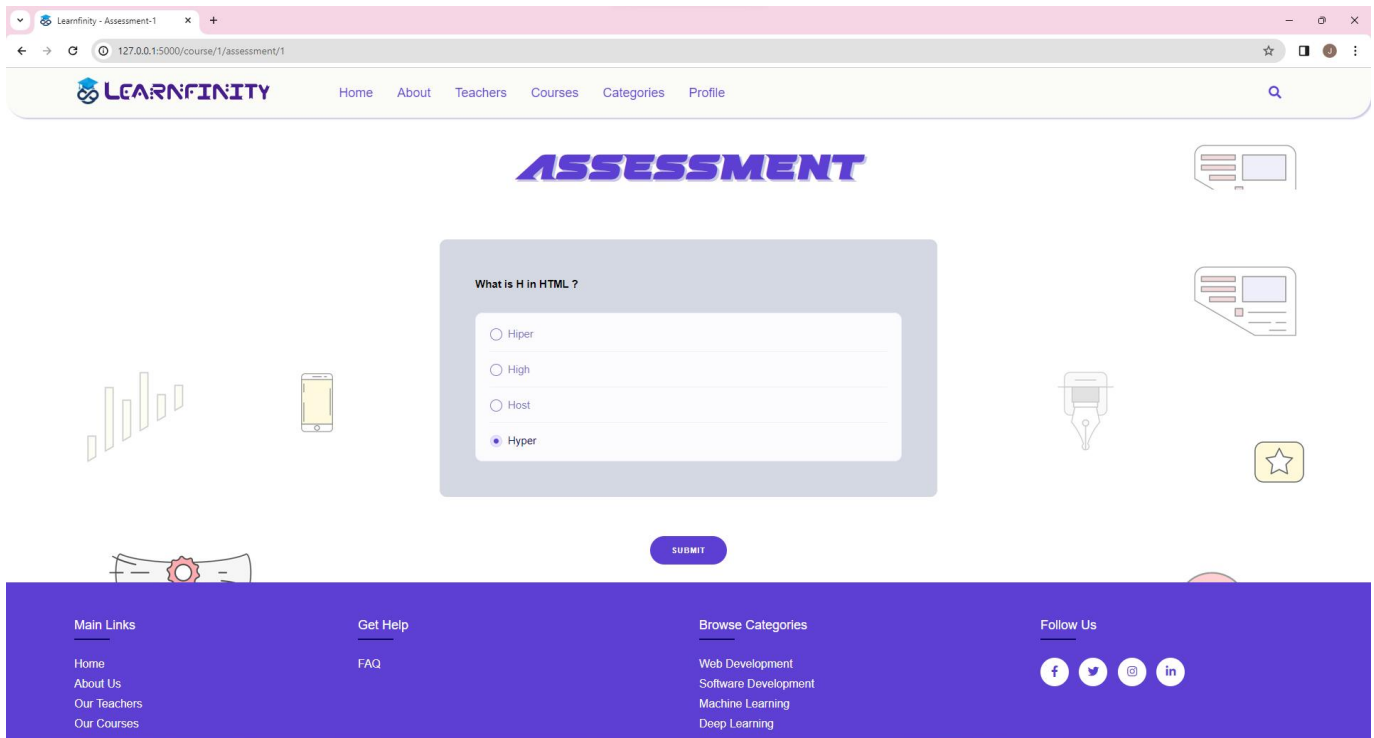 Learnfinity - Assessment-1
127.0.0.1:5000/course/1/assessment/1
J
LEARNFINITY
Home About Teachers Courses Categories Profile
ASSESSMENT
What is H in HTML ?
Hiper
High
Host
Hyper
SUBMIT
Main Links
Home
About Us
Our Teachers
Our Courses
Get Help
FAQ
Browse Categories
Web Development
Software Development
Machine Learning
Deep Learning
Follow Us
f
in